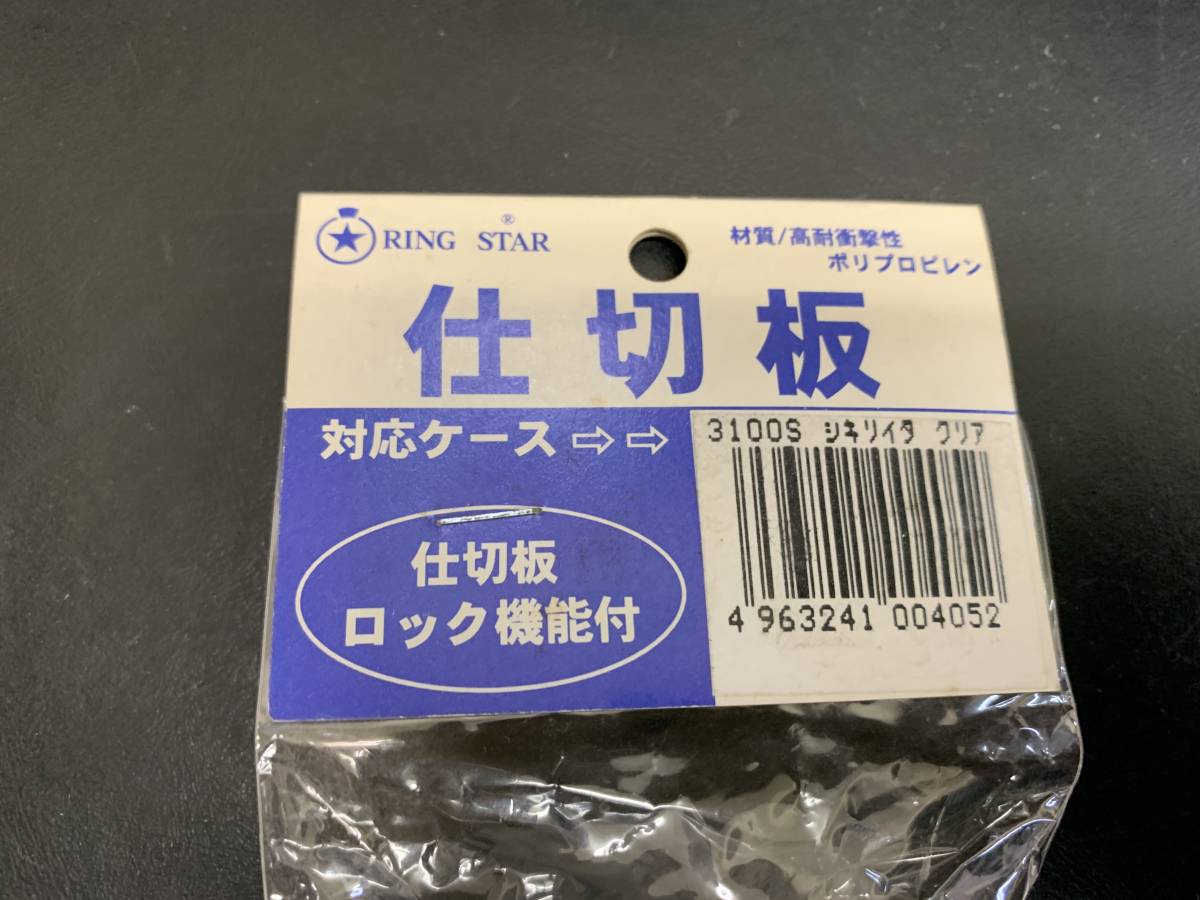 RING STAR®
材質/高耐衝撃性
ポリプロピレン
仕切板
対応ケース⇨⇨
3100S シキリイタ クリア
仕切板
ロック機能付
4 963241 004052